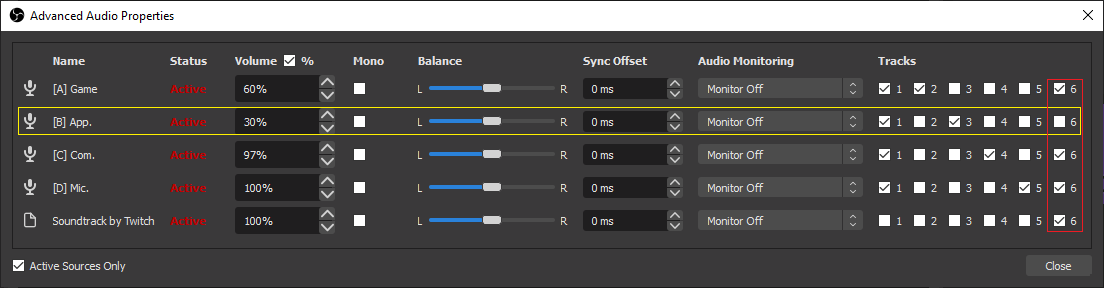 Advanced Audio Properties
Name Status Volume % Mono Balance Sync Offset Audio Monitoring Tracks
[A] Game Active 60% L R 0 ms Monitor Off 1 2 3 4 5 6
[B] App. Active 30% L R 0 ms Monitor Off 1 2 3 4 5 6
[C] Com. Active 97% L R 0 ms Monitor Off 1 2 3 4 5 6
[D] Mic. Active 100% L R 0 ms Monitor Off 1 2 3 4 5 6
Soundtrack by Twitch Active 100% L R 0 ms Monitor Off 1 2 3 4 5 6
Active Sources Only Close